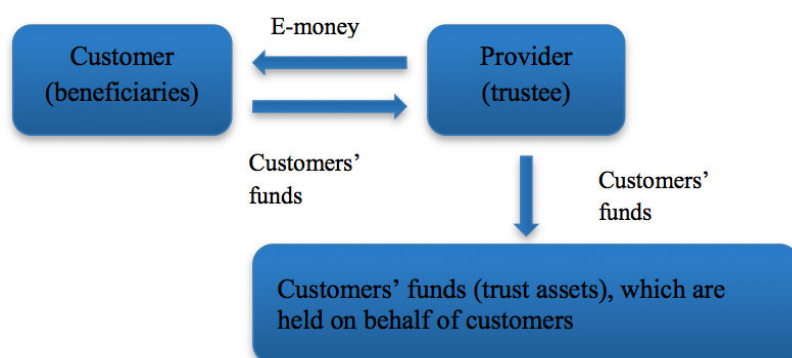 E-money
Customer
(beneficiaries)
Provider
(trustee)
Customers’
funds
Customers’
funds
Customers’ funds (trust assets), which are
held on behalf of customers